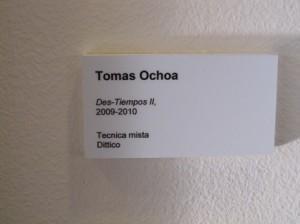 Tomas Ochoa
Des-Tiempos II,
2009-2010
Tecnica mista
Dittico